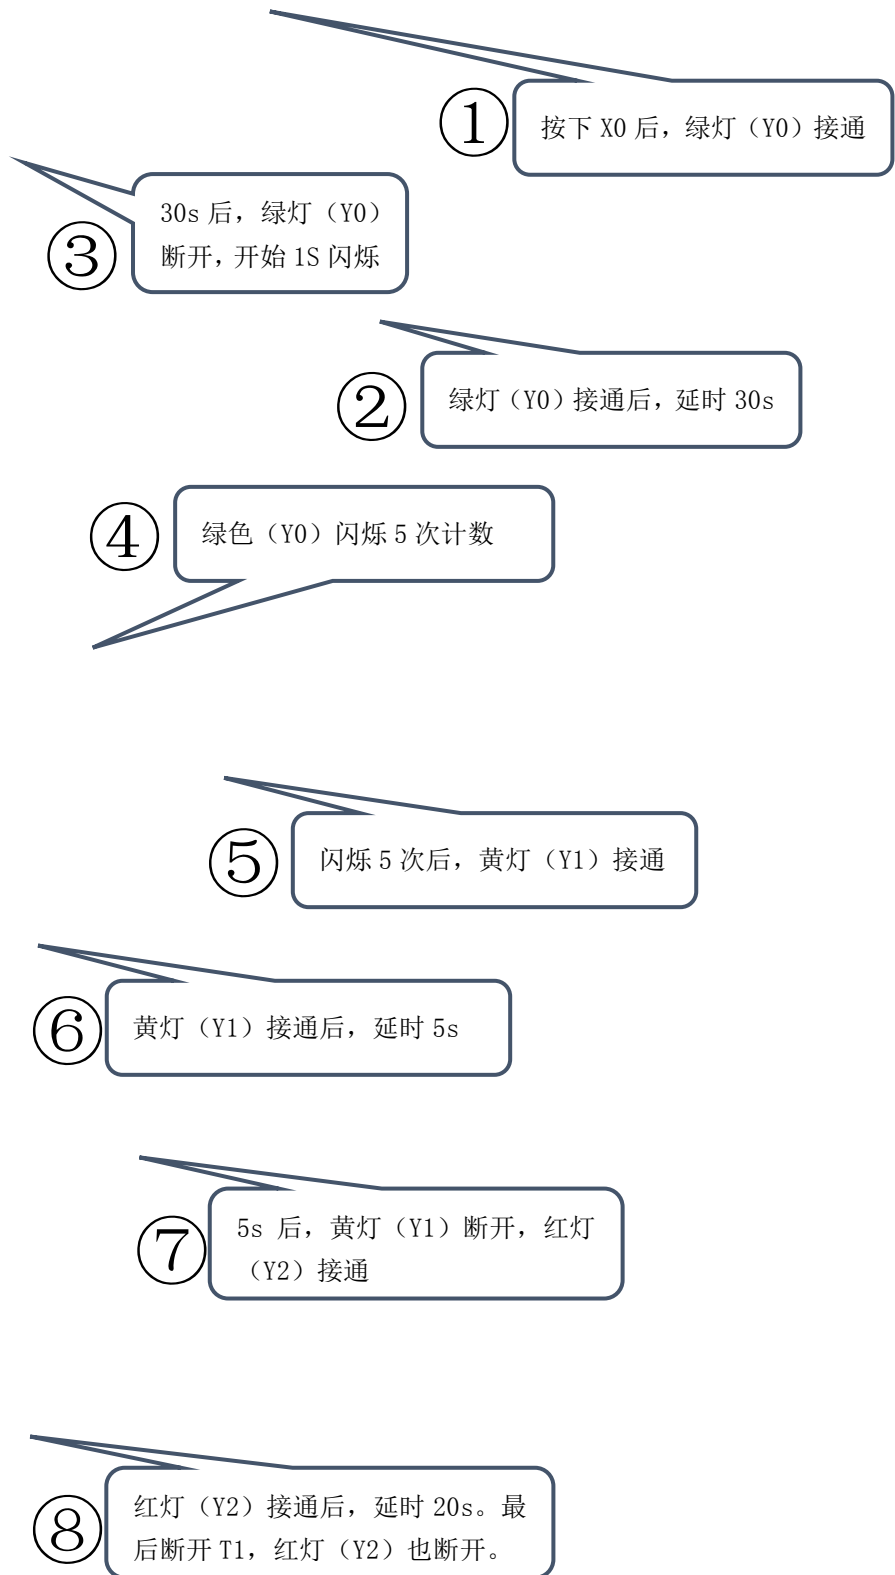 ①
按下 X0 后，绿灯（Y0）接通
③
30s 后，绿灯（Y0）
断开，开始 1S 闪烁
②
绿灯（Y0）接通后，延时 30s
④
绿色（Y0）闪烁 5 次计数
⑤
闪烁 5 次后，黄灯（Y1）接通
⑥
黄灯（Y1）接通后，延时 5s
⑦
5s 后，黄灯（Y1）断开，红灯
（Y2）接通
⑧
红灯（Y2）接通后，延时 20s。最
后断开 T1，红灯（Y2）也断开。